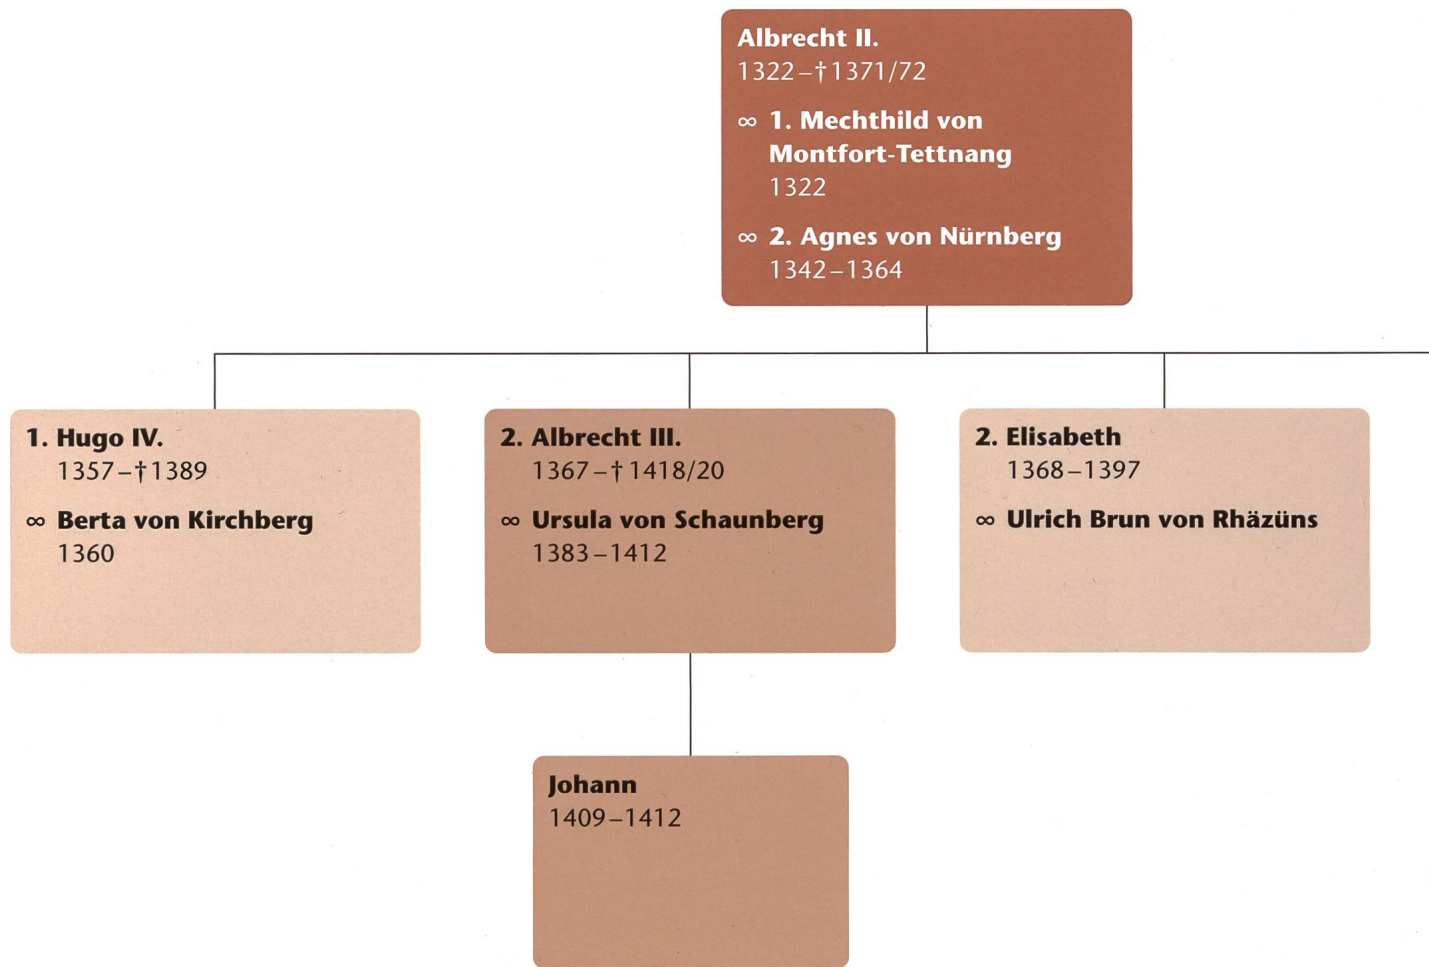 Albrecht II.
1322–†1371/72
∞ 1. Mechthild von
Montfort-Tettnang
1322
∞ 2. Agnes von Nürnberg
1342–1364
1. Hugo IV.
1357–†1389
∞ Berta von Kirchberg
1360
2. Albrecht III.
1367–†1418/20
∞ Ursula von Schaunberg
1383–1412
2. Elisabeth
1368–1397
∞ Ulrich Brun von Rhäzüns
Johann
1409–1412